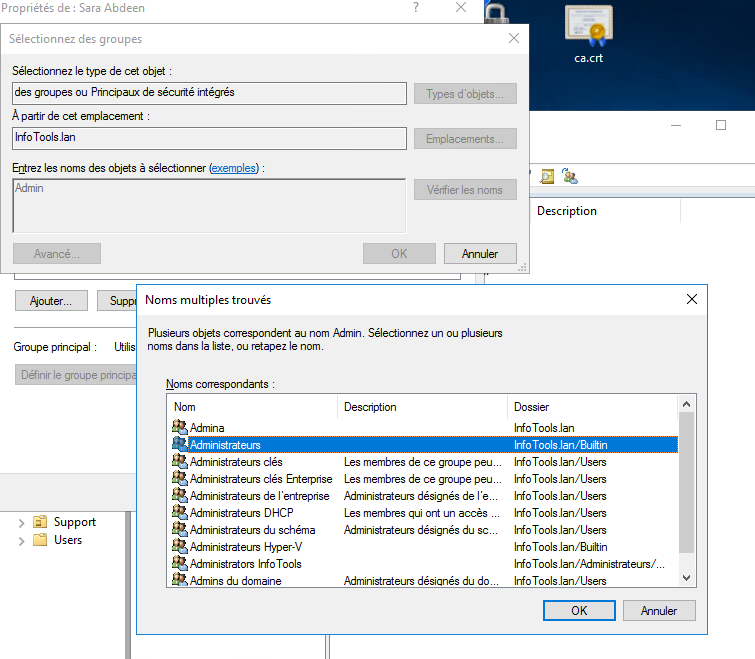 Propriétés de : Sara Abdeen
?
Sélectionnez des groupes
ca.crt
Sélectionnez le type de cet objet :
des groupes ou Principaux de sécurité intégrés
Types d'objets...
À partir de cet emplacement :
InfoTools.lan
Emplacements...
Entrez les noms des objets à sélectionner (exemples) :
Admin
Vérifier les noms
Description
Avancé...
OK
Annuler
Ajouter...
Supp
Groupe principal :
Utilis
Définir le groupe principa
Noms multiples trouvés
Plusieurs objets correspondent au nom Admin. Sélectionnez un ou plusieurs
noms dans la liste, ou retapez le nom.
Noms correspondants :
Nom Description Dossier
Admina InfoTools.lan
Administrateurs InfoTools.lan/Builtin
Administrateurs clés Les membres de ce groupe peu... InfoTools.lan/Users
Administrateurs clés Enterprise Les membres de ce groupe peu... InfoTools.lan/Users
Administrateurs de l'entreprise Administrateurs désignés de l'e... InfoTools.lan/Users
Administrateurs DHCP Les membres qui ont un accès ... InfoTools.lan/Users
Administrateurs du schéma Administrateurs désignés du sc... InfoTools.lan/Users
Administrateurs Hyper-V InfoTools.lan/Builtin
Administrators InfoTools InfoTools.lan/Administrateurs/...
Admins du domaine Administrateurs désignés du do... InfoTools.lan/Users
OK
Annuler
Support
Users